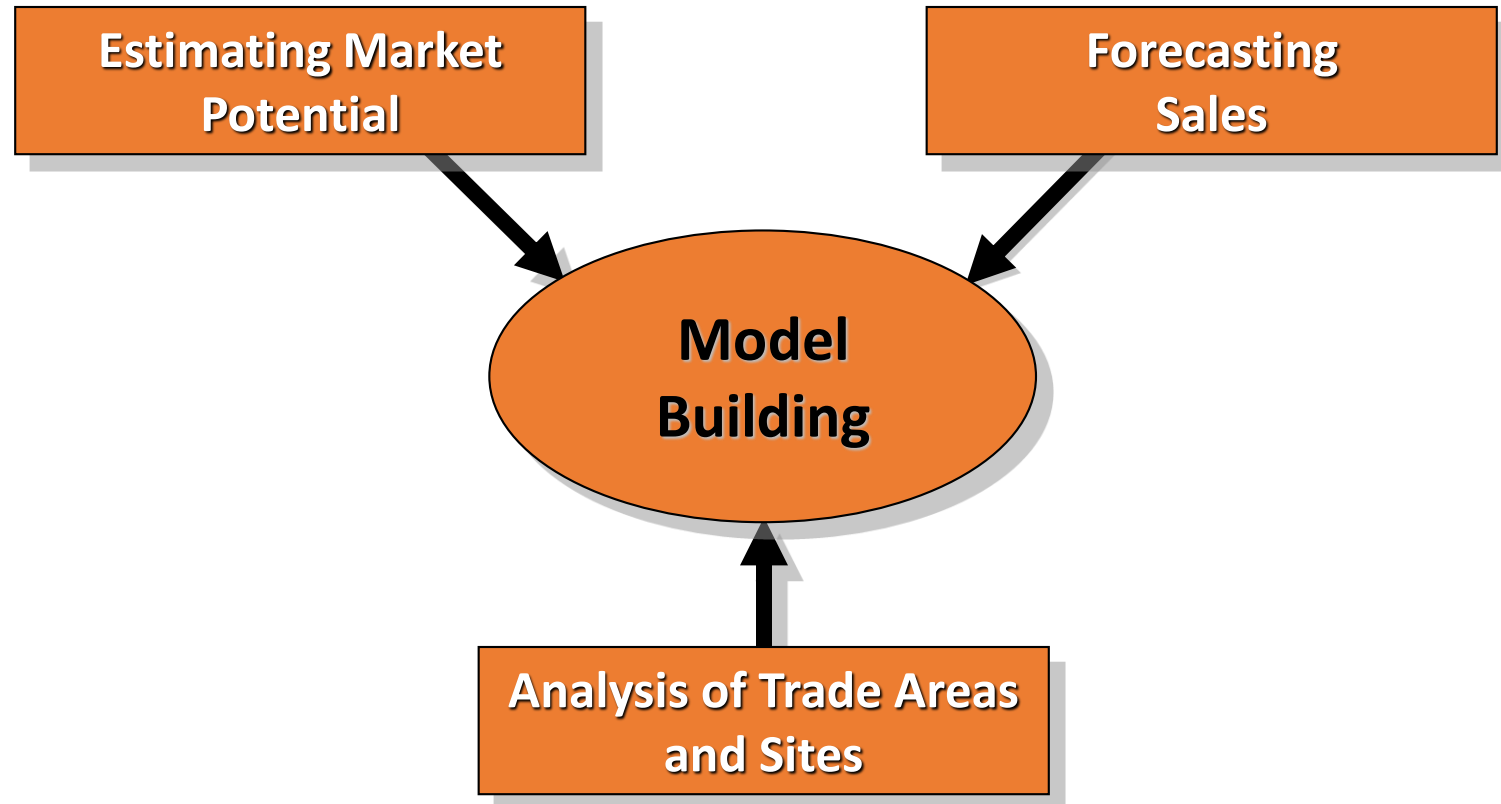 Estimating Market
Potential
Forecasting
Sales
Model
Building
Analysis of Trade Areas
and Sites